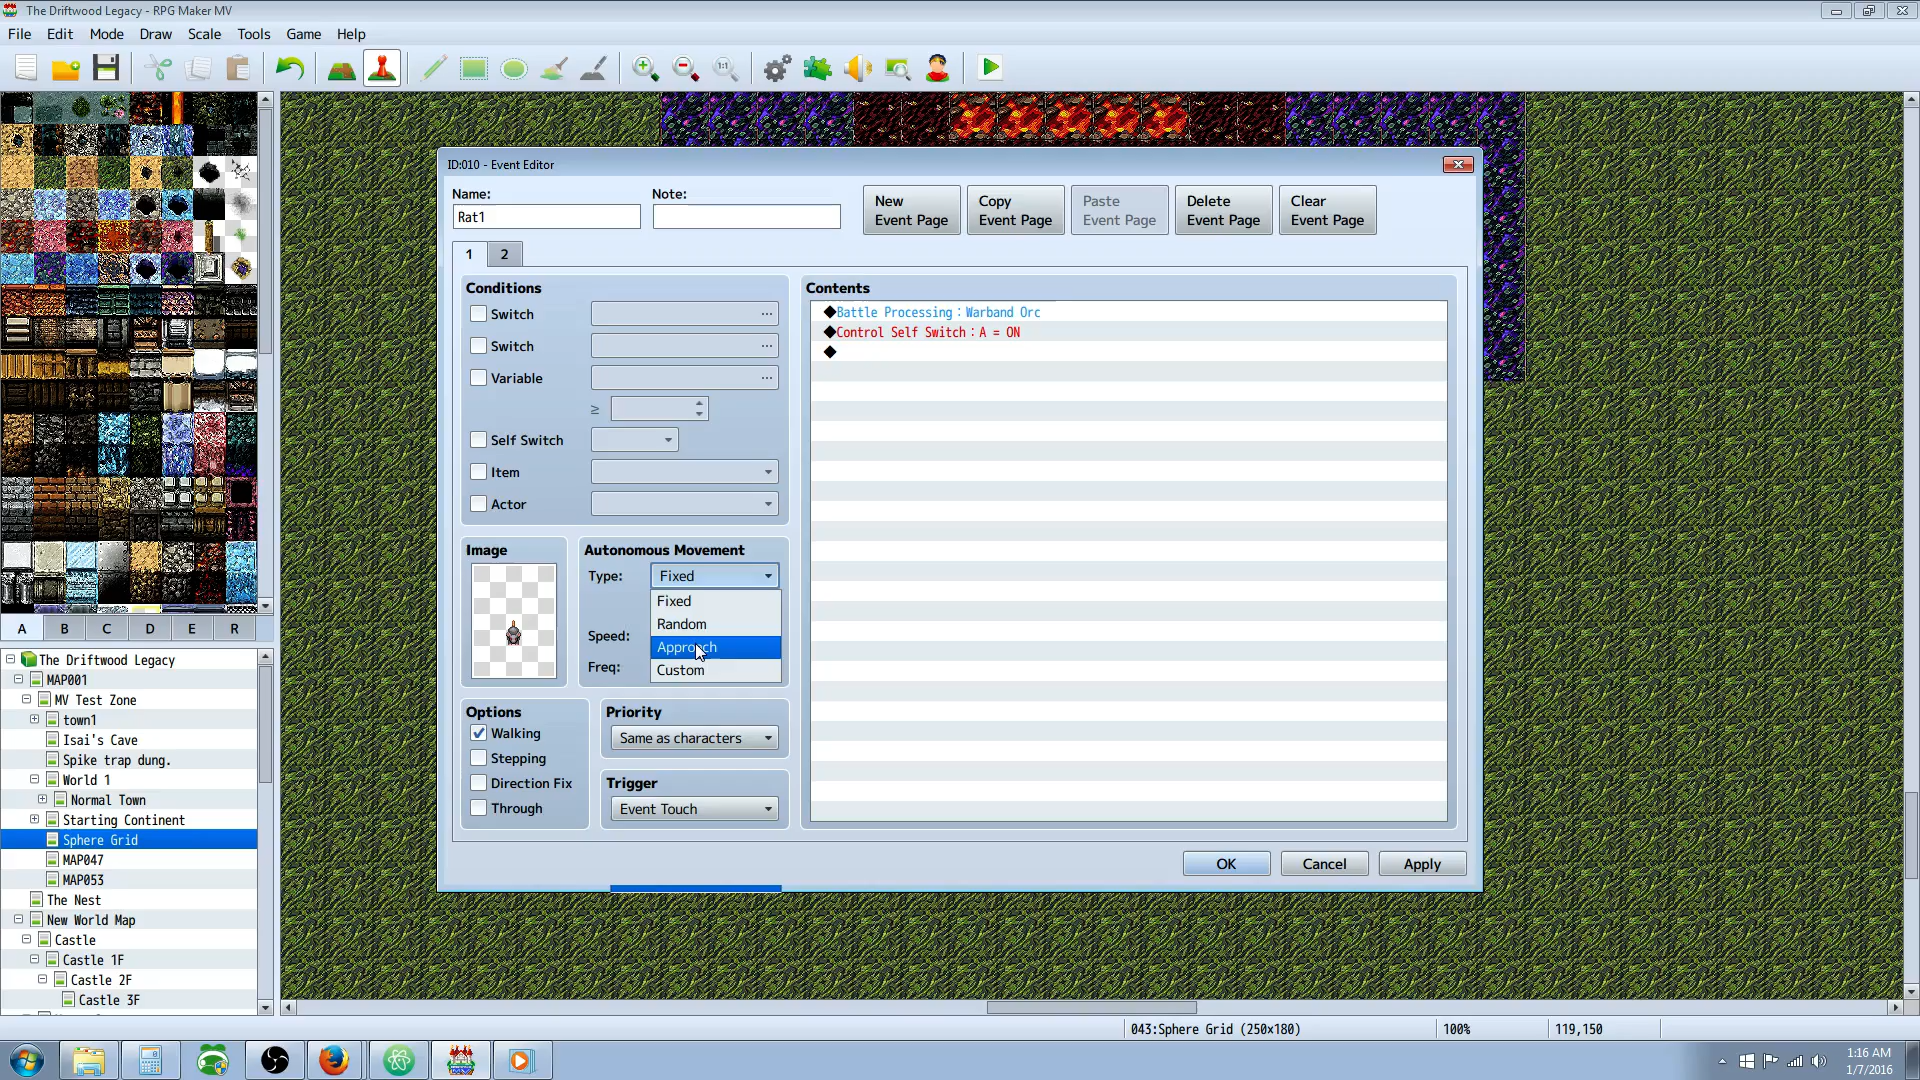 The Driftwood Legacy - RPG Maker MV
File Edit Mode Draw Scale Tools Game Help
1:1
ID:010 - Event Editor
Name: Note:
Rat1
New Event Page
Copy Event Page
Paste Event Page
Delete Event Page
Clear Event Page
1 2
Conditions
Switch ...
Switch ...
Variable ...
≥
Self Switch
Item
Actor
Image
Autonomous Movement
Type: Fixed
Fixed
Random
Approach
Custom
Speed:
Freq:
Options
Walking
Stepping
Direction Fix
Through
Priority
Same as characters
Trigger
Event Touch
Contents
◆Battle Processing : Warband Orc
◆Control Self Switch : A = ON
◆
OK Cancel Apply
A B C D E R
The Driftwood Legacy
MAP001
MV Test Zone
town1
Isai's Cave
Spike trap dung.
World 1
Normal Town
Starting Continent
Sphere Grid
MAP047
MAP053
The Nest
New World Map
Castle
Castle 1F
Castle 2F
Castle 3F
043:Sphere Grid (250x180) 100% 119,150
1:16 AM
1/7/2016